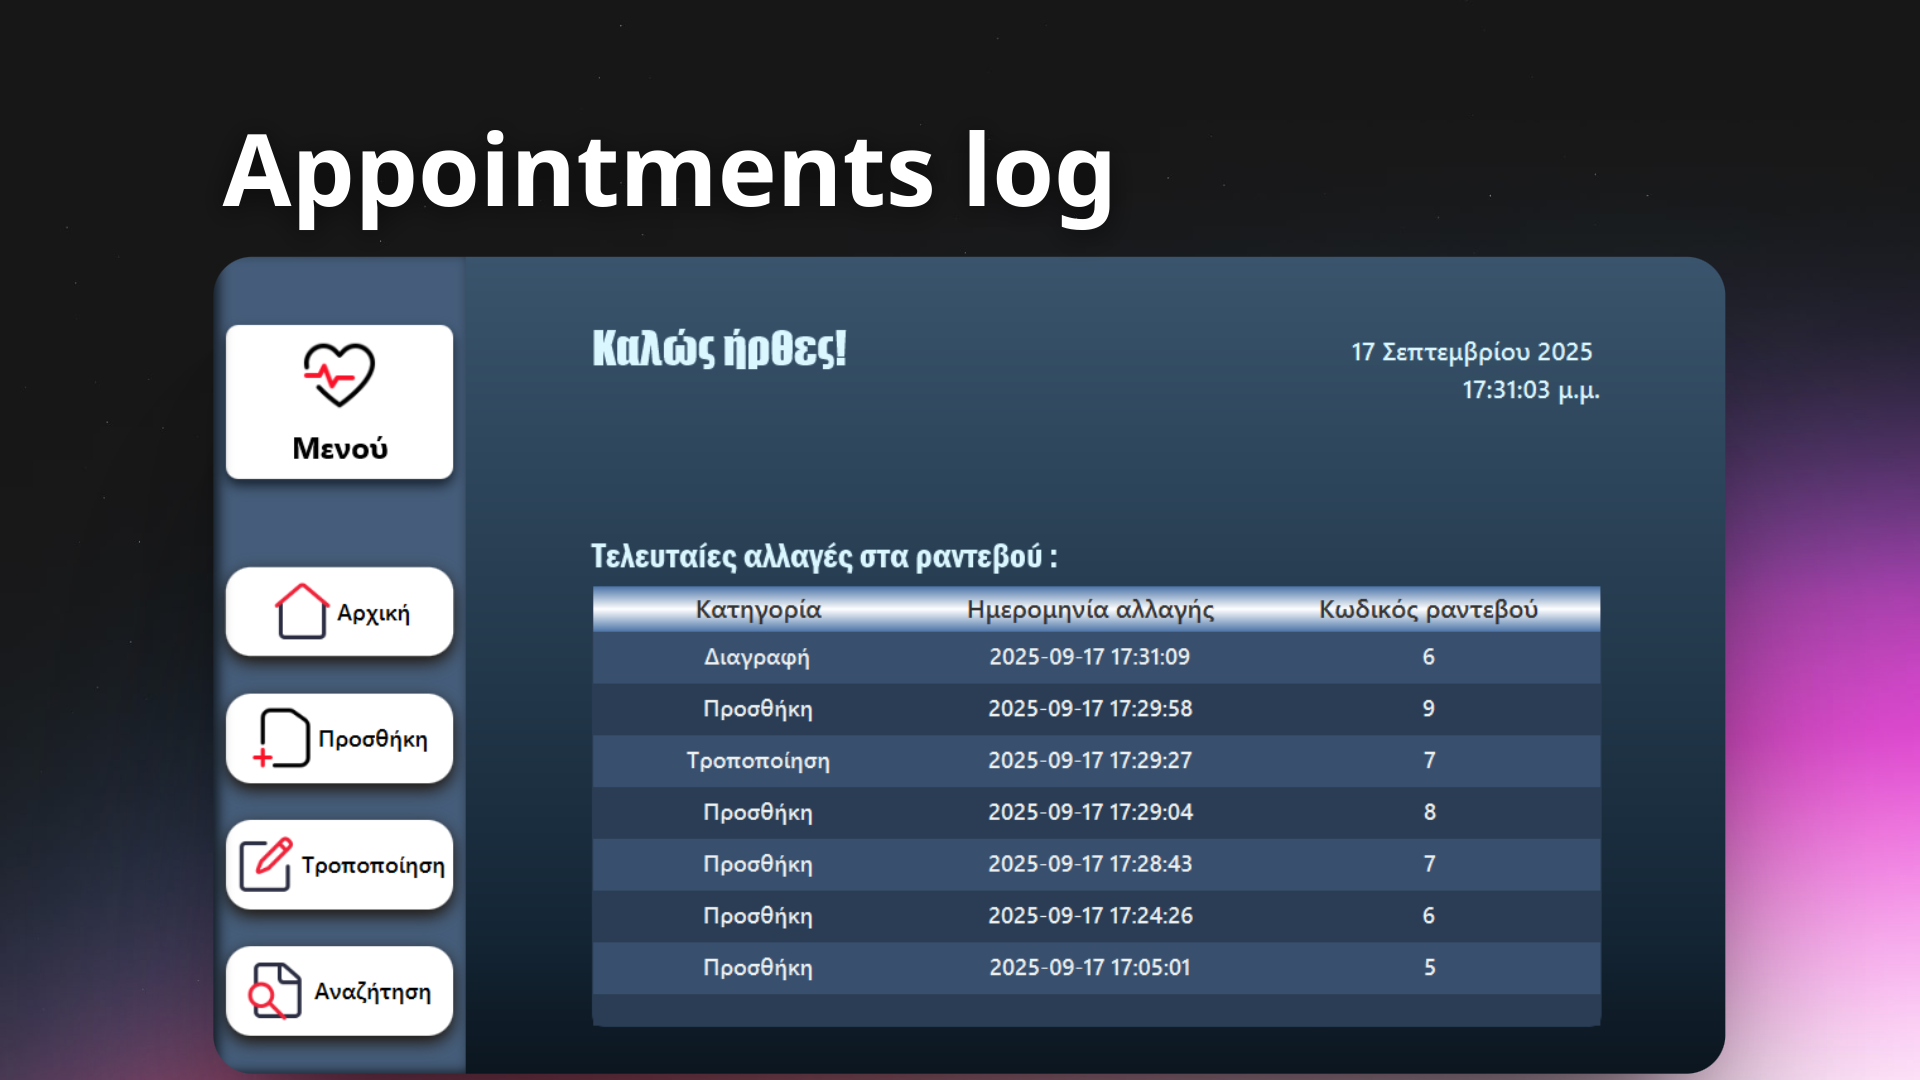 Appointments log
Μενού
Αρχική
Προσθήκη
Τροποποίηση
Αναζήτηση
Καλώς ήρθες!
17 Σεπτεμβρίου 2025
17:31:03 μ.μ.
Τελευταίες αλλαγές στα ραντεβού :
Κατηγορία Ημερομηνία αλλαγής Κωδικός ραντεβού
Διαγραφή 2025-09-17 17:31:09 6
Προσθήκη 2025-09-17 17:29:58 9
Τροποποίηση 2025-09-17 17:29:27 7
Προσθήκη 2025-09-17 17:29:04 8
Προσθήκη 2025-09-17 17:28:43 7
Προσθήκη 2025-09-17 17:24:26 6
Προσθήκη 2025-09-17 17:05:01 5